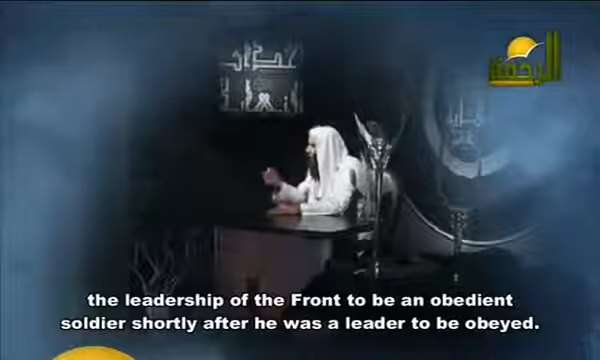 الرحمة
the leadership of the Front to be an obedient
soldier shortly after he was a leader to be obeyed.